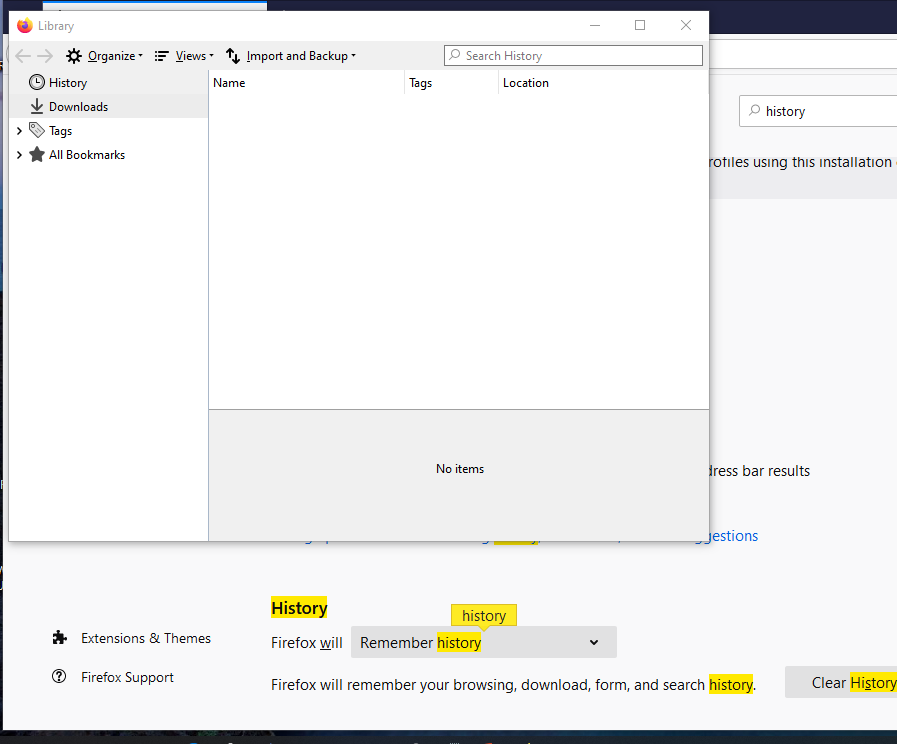 Library
Organize Views Import and Backup Search History
History
Downloads
Tags
All Bookmarks
Name Tags Location
No items
history
rofiles using this installation
dress bar results
gestions
History
history
Firefox will Remember history
Firefox will remember your browsing, download, form, and search history.
Clear History
Extensions & Themes
Firefox Support